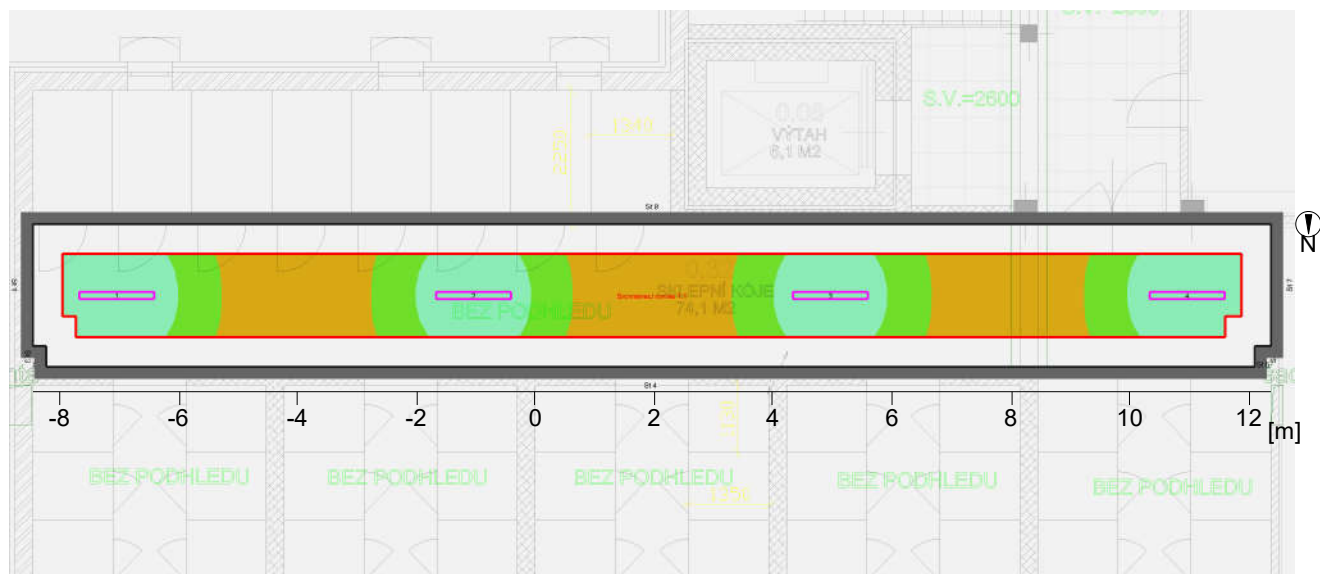 S.V.=2600
1340
0.08
VÝTAH
6,1 M2
St 8
N
1
2
3
4
SKLEPNÍ KÓJE
74,1 M2
BEZ PODHLEDU
St 4
-8 -6 -4 -2 0 2 4 6 8 10 12
[m]
BEZ PODHLEDU BEZ PODHLEDU BEZ PODHLEDU BEZ PODHLEDU BEZ PODHLEDU
1750